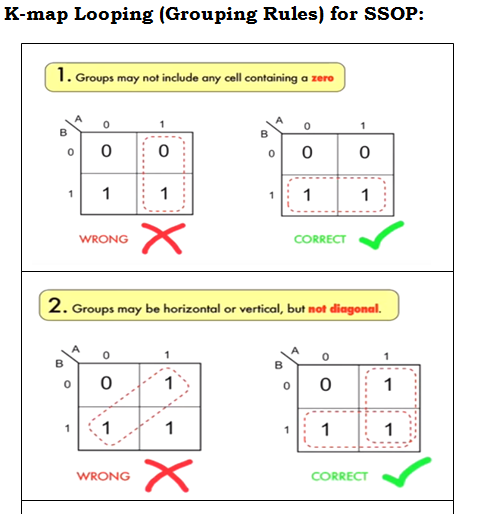 K-map Looping (Grouping Rules) for SSOP:
1. Groups may not include any cell containing a zero
A 0 1
B
0 0 0
1 1 1
WRONG
A 0 1
B
0 0 0
1 1 1
CORRECT
2. Groups may be horizontal or vertical, but not diagonal.
A 0 1
B
0 0 1
1 1 1
WRONG
A 0 1
B
0 0 1
1 1 1
CORRECT